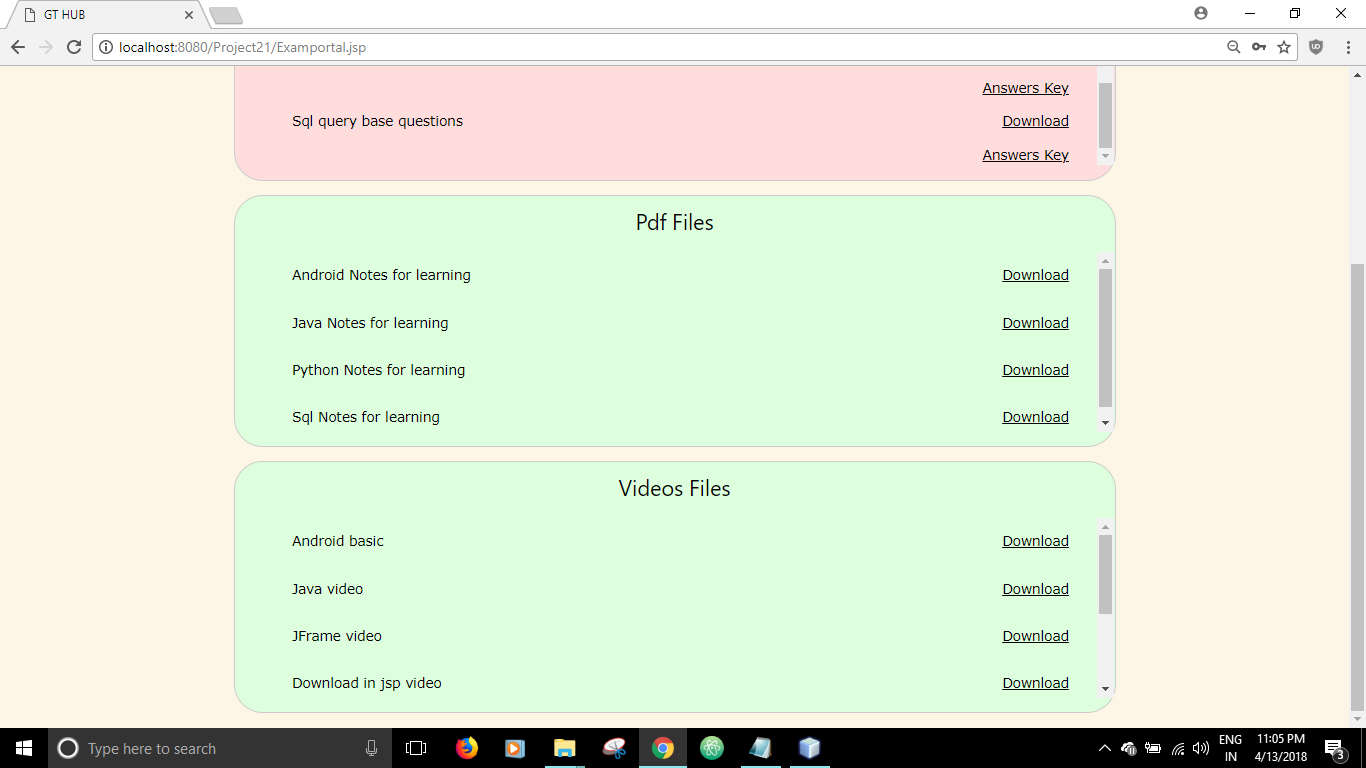 GT HUB
localhost:8080/Project21/Examportal.jsp
Answers Key
Sql query base questions Download
Answers Key
Pdf Files
Android Notes for learning Download
Java Notes for learning Download
Python Notes for learning Download
Sql Notes for learning Download
Videos Files
Android basic Download
Java video Download
JFrame video Download
Download in jsp video Download
Type here to search
ENG 11:05 PM
IN 4/13/2018
3